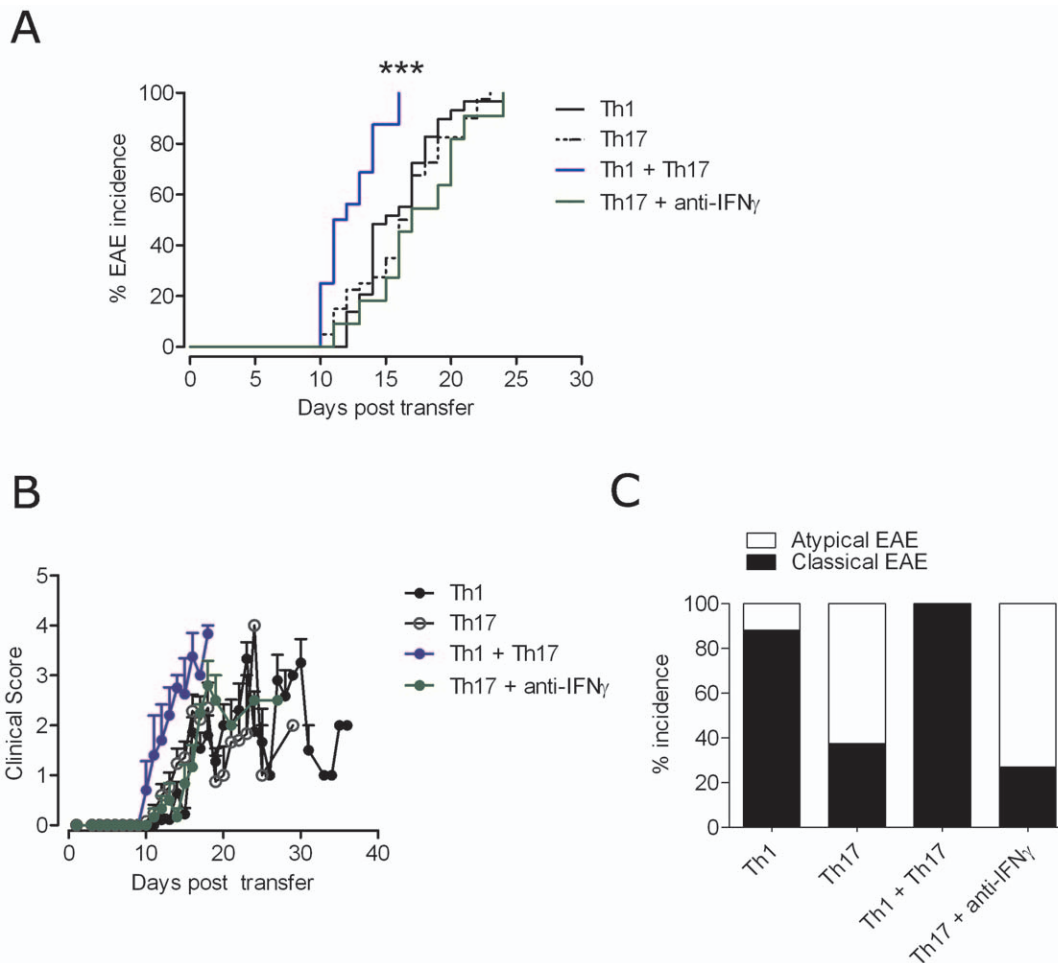 A
***
100
80
60
40
20
0
% EAE incidence
0 5 10 15 20 25 30
Days post transfer
Th1
Th17
Th1 + Th17
Th17 + anti-IFNγ
B
5
4
3
2
1
0
Clinical Score
0 10 20 30 40
Days post transfer
Th1
Th17
Th1 + Th17
Th17 + anti-IFNγ
C
Atypical EAE
Classical EAE
100
80
60
40
20
0
% incidence
Th1
Th17
Th1 + Th17
Th17 + anti-IFNγ